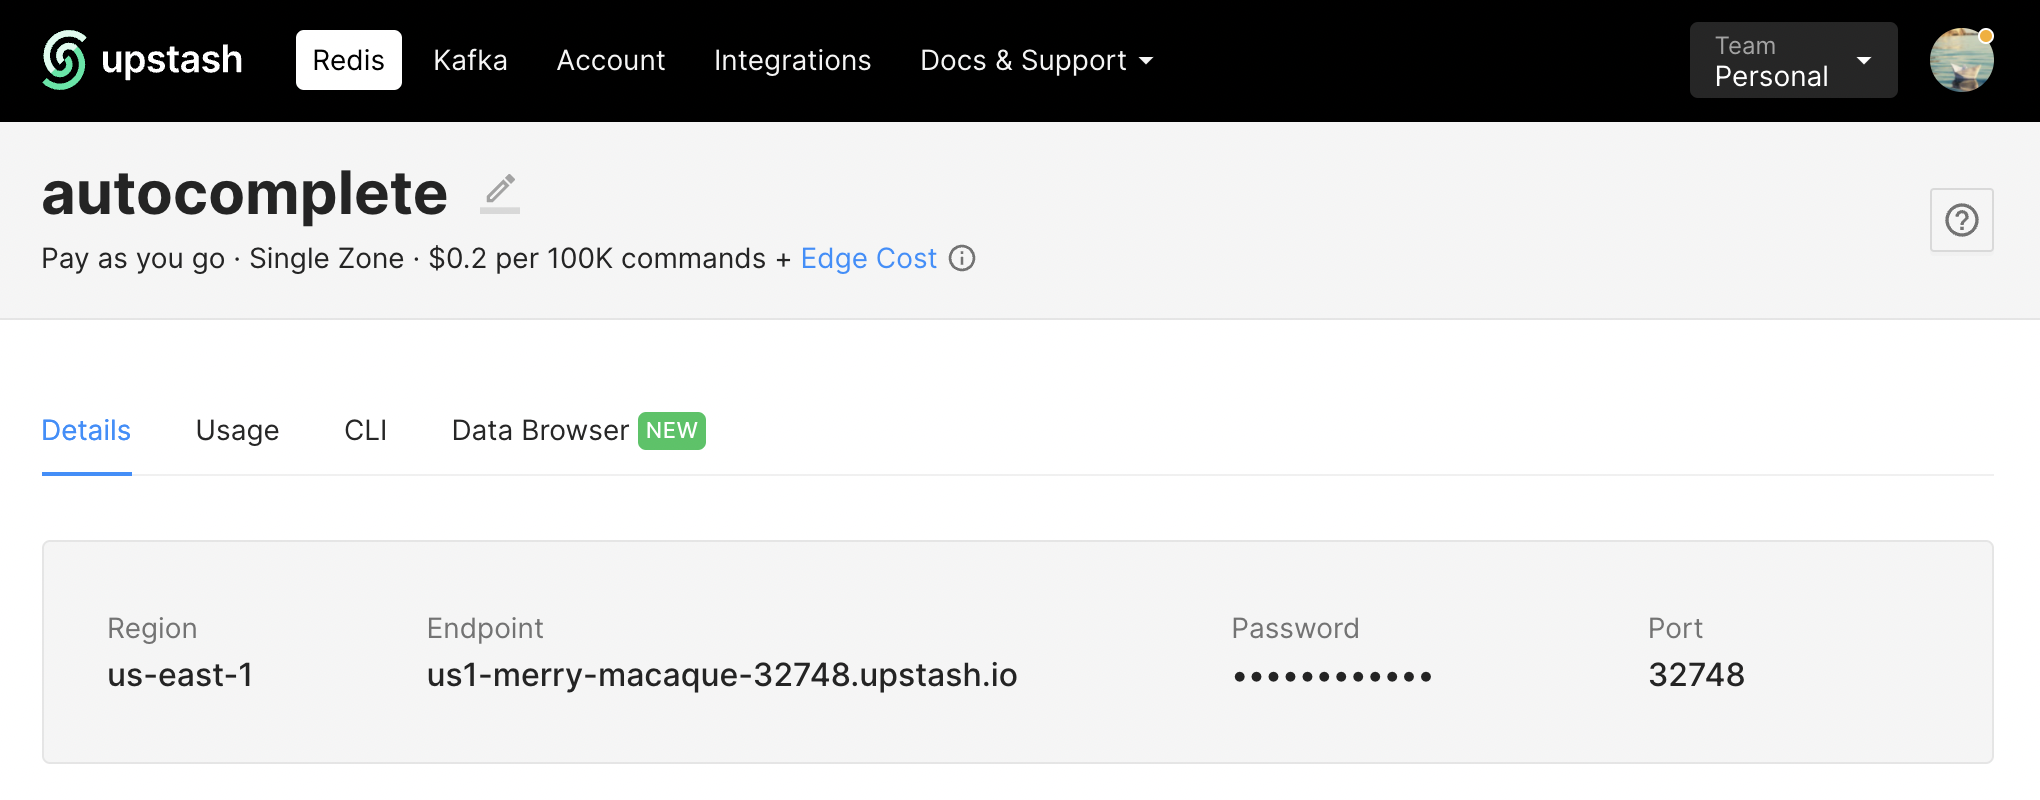 upstash Redis Kafka Account Integrations Docs & Support Team
Personal
autocomplete
Pay as you go · Single Zone · $0.2 per 100K commands + Edge Cost
Details Usage CLI Data Browser NEW
Region Endpoint Password Port
us-east-1 us1-merry-macaque-32748.upstash.io •••••••••••• 32748